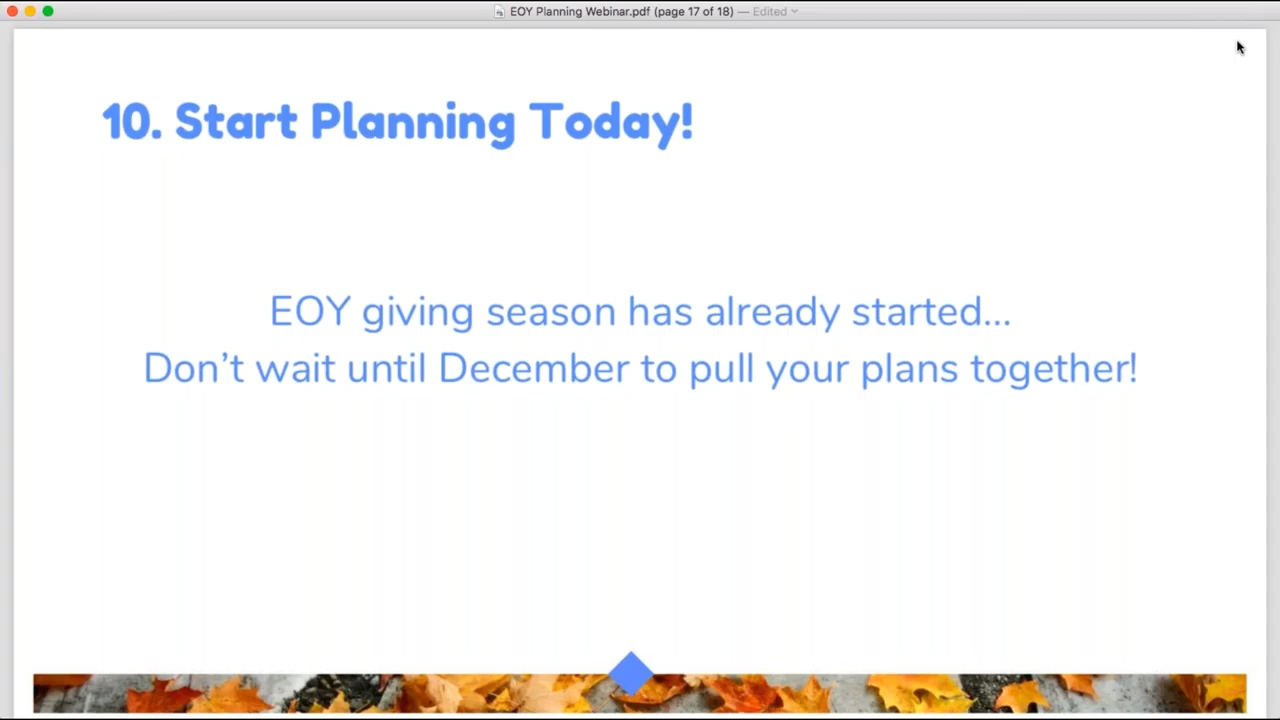 EOY Planning Webinar.pdf (page 17 of 18) — Edited
10. Start Planning Today!
EOY giving season has already started...
Don't wait until December to pull your plans together!